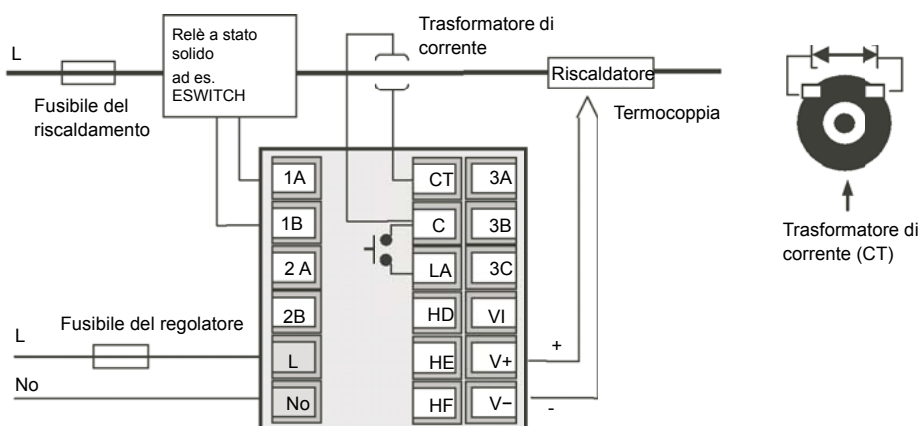 L
Fusibile del
riscaldamento
Relè a stato
solido
ad es.
ESWITCH
Trasformatore di
corrente
Riscaldatore
Termocoppia
1A
1B
2 A
2B
L
No
CT
C
LA
HD
HE
HF
3A
3B
3C
VI
V+
V−
+
-
L
Fusibile del regolatore
No
Trasformatore di
corrente (CT)